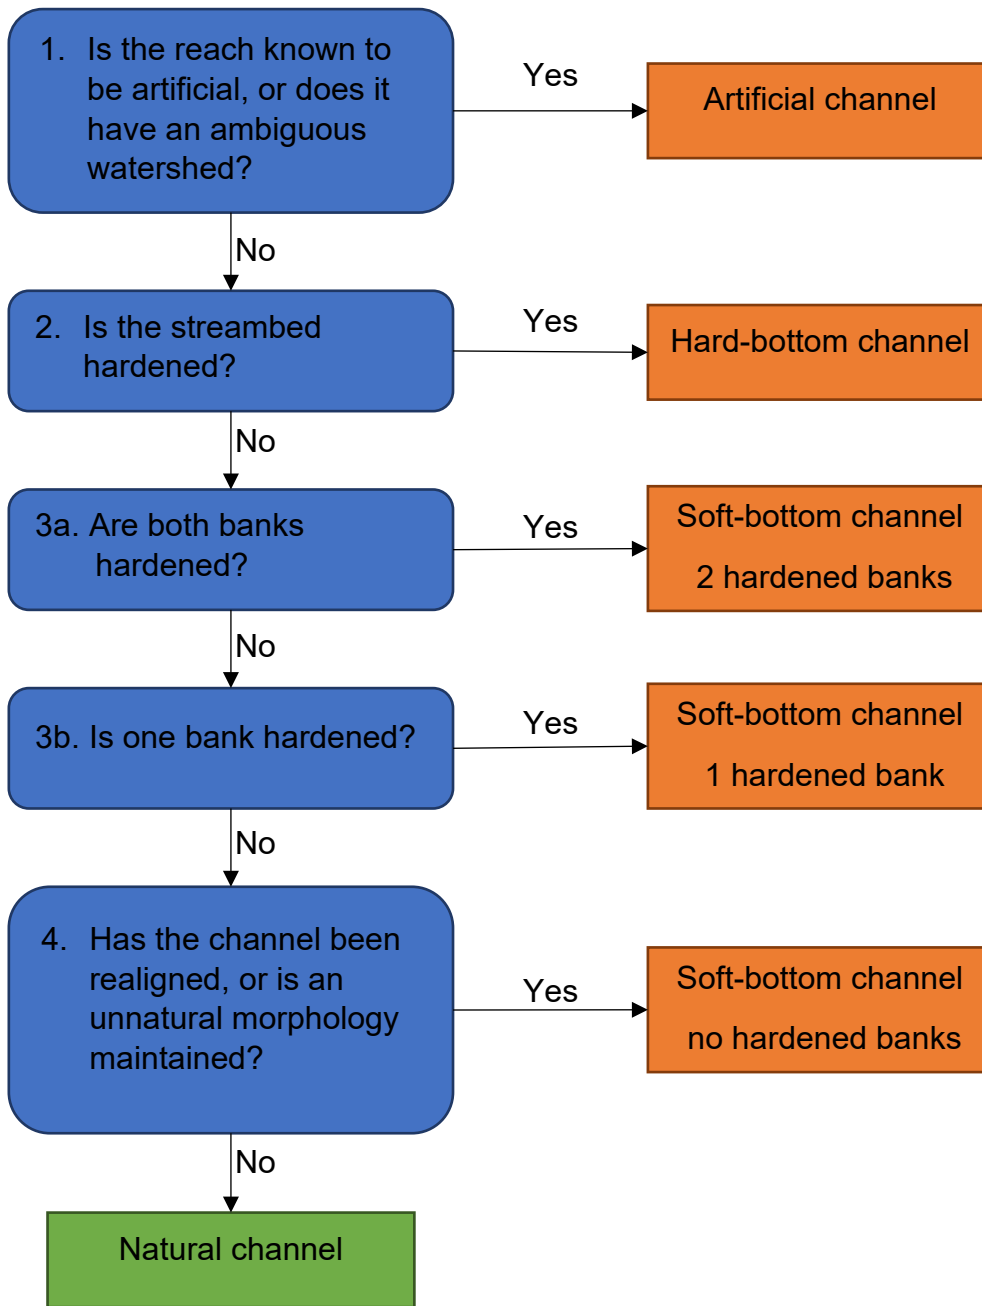 1. Is the reach known to
be artificial, or does it
have an ambiguous
watershed?
Yes
Artificial channel
No
2. Is the streambed
hardened?
Yes
Hard-bottom channel
No
3a. Are both banks
hardened?
Yes
Soft-bottom channel
2 hardened banks
No
3b. Is one bank hardened?
Yes
Soft-bottom channel
1 hardened bank
No
4. Has the channel been
realigned, or is an
unnatural morphology
maintained?
Yes
Soft-bottom channel
no hardened banks
No
Natural channel